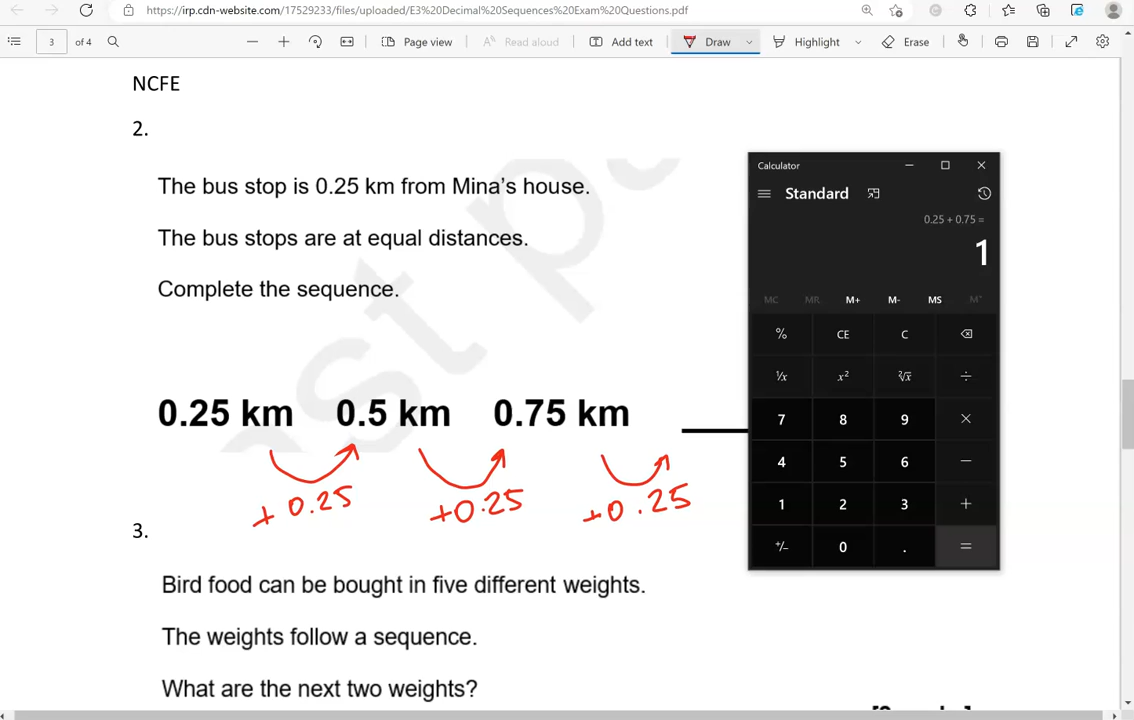 https://irp.cdn-website.com/17529233/files/uploaded/E3%20Decimal%20Sequences%20Exam%20Questions.pdf
3 of 4 Page view Read aloud Add text Draw Highlight Erase
NCFE
2.
The bus stop is 0.25 km from Mina's house.
The bus stops are at equal distances.
Complete the sequence.
0.25 km 0.5 km 0.75 km
+0.25 +0.25 +0.25
3.
Bird food can be bought in five different weights.
The weights follow a sequence.
What are the next two weights?
Calculator
Standard
0.25 + 0.75 =
1
MC MR M+ M- MS M˅
% CE C
1/x x² ²√x ÷
7 8 9 ×
4 5 6 −
1 2 3 +
+/− 0 . =